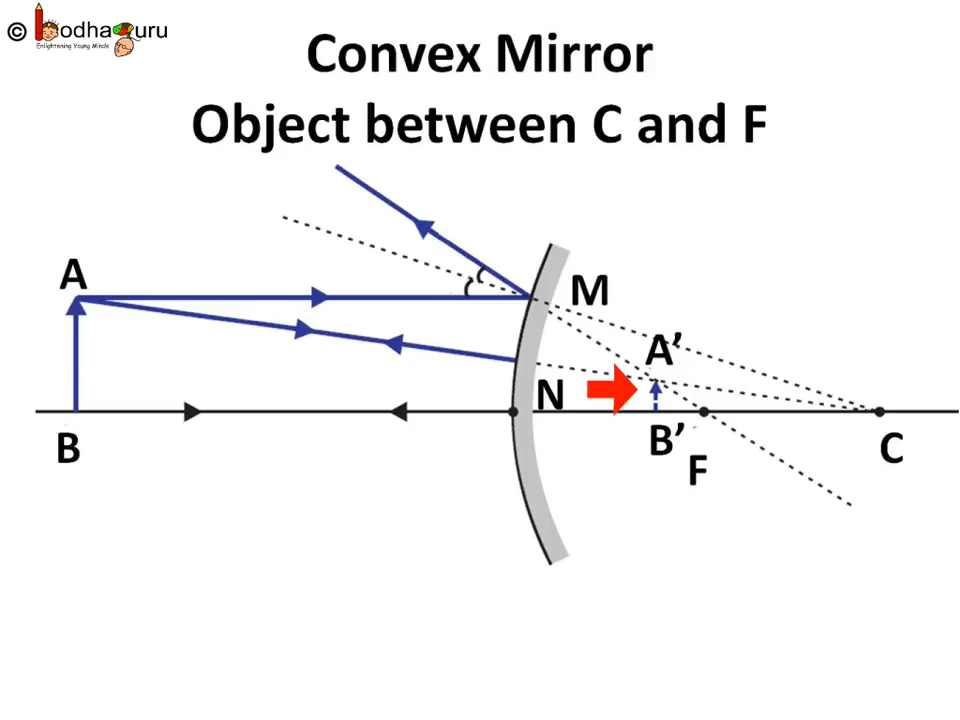 © BodhaGuru
Enlightening Young Minds
Convex Mirror
Object between C and F
A
M
A’
N
B
B’
F
C